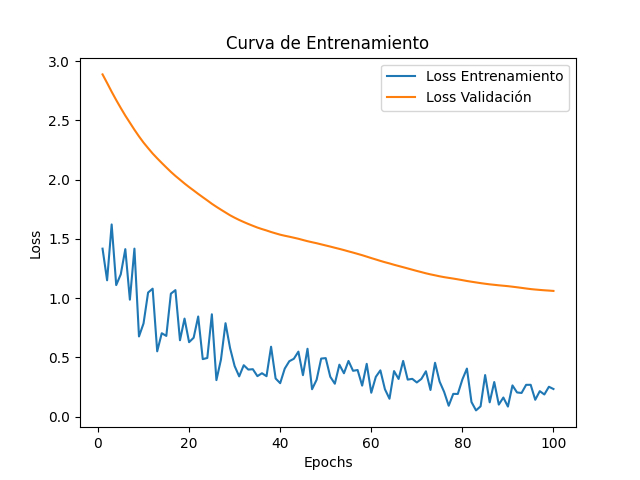 Curva de Entrenamiento
Loss Entrenamiento
Loss Validación
3.0
2.5
2.0
1.5
1.0
0.5
0.0
Loss
0 20 40 60 80 100
Epochs